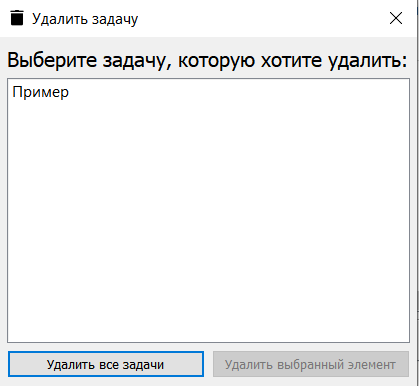 Удалить задачу
Выберите задачу, которую хотите удалить:
Пример
Удалить все задачи
Удалить выбранный элемент